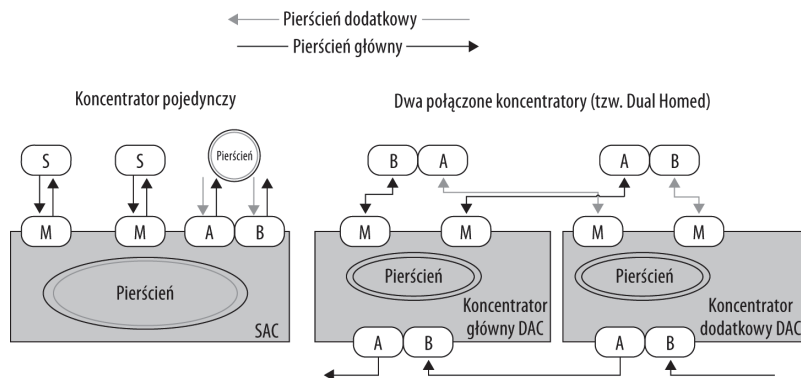 Pierścień dodatkowy
Pierścień główny
Koncentrator pojedynczy
Dwa połączone koncentratory (tzw. Dual Homed)
S
S
Pierścień
B
A
A
B
M
M
A
B
M
M
M
M
Pierścień
SAC
Pierścień
Koncentrator
główny DAC
Pierścień
Koncentrator
dodatkowy DAC
A
B
A
B